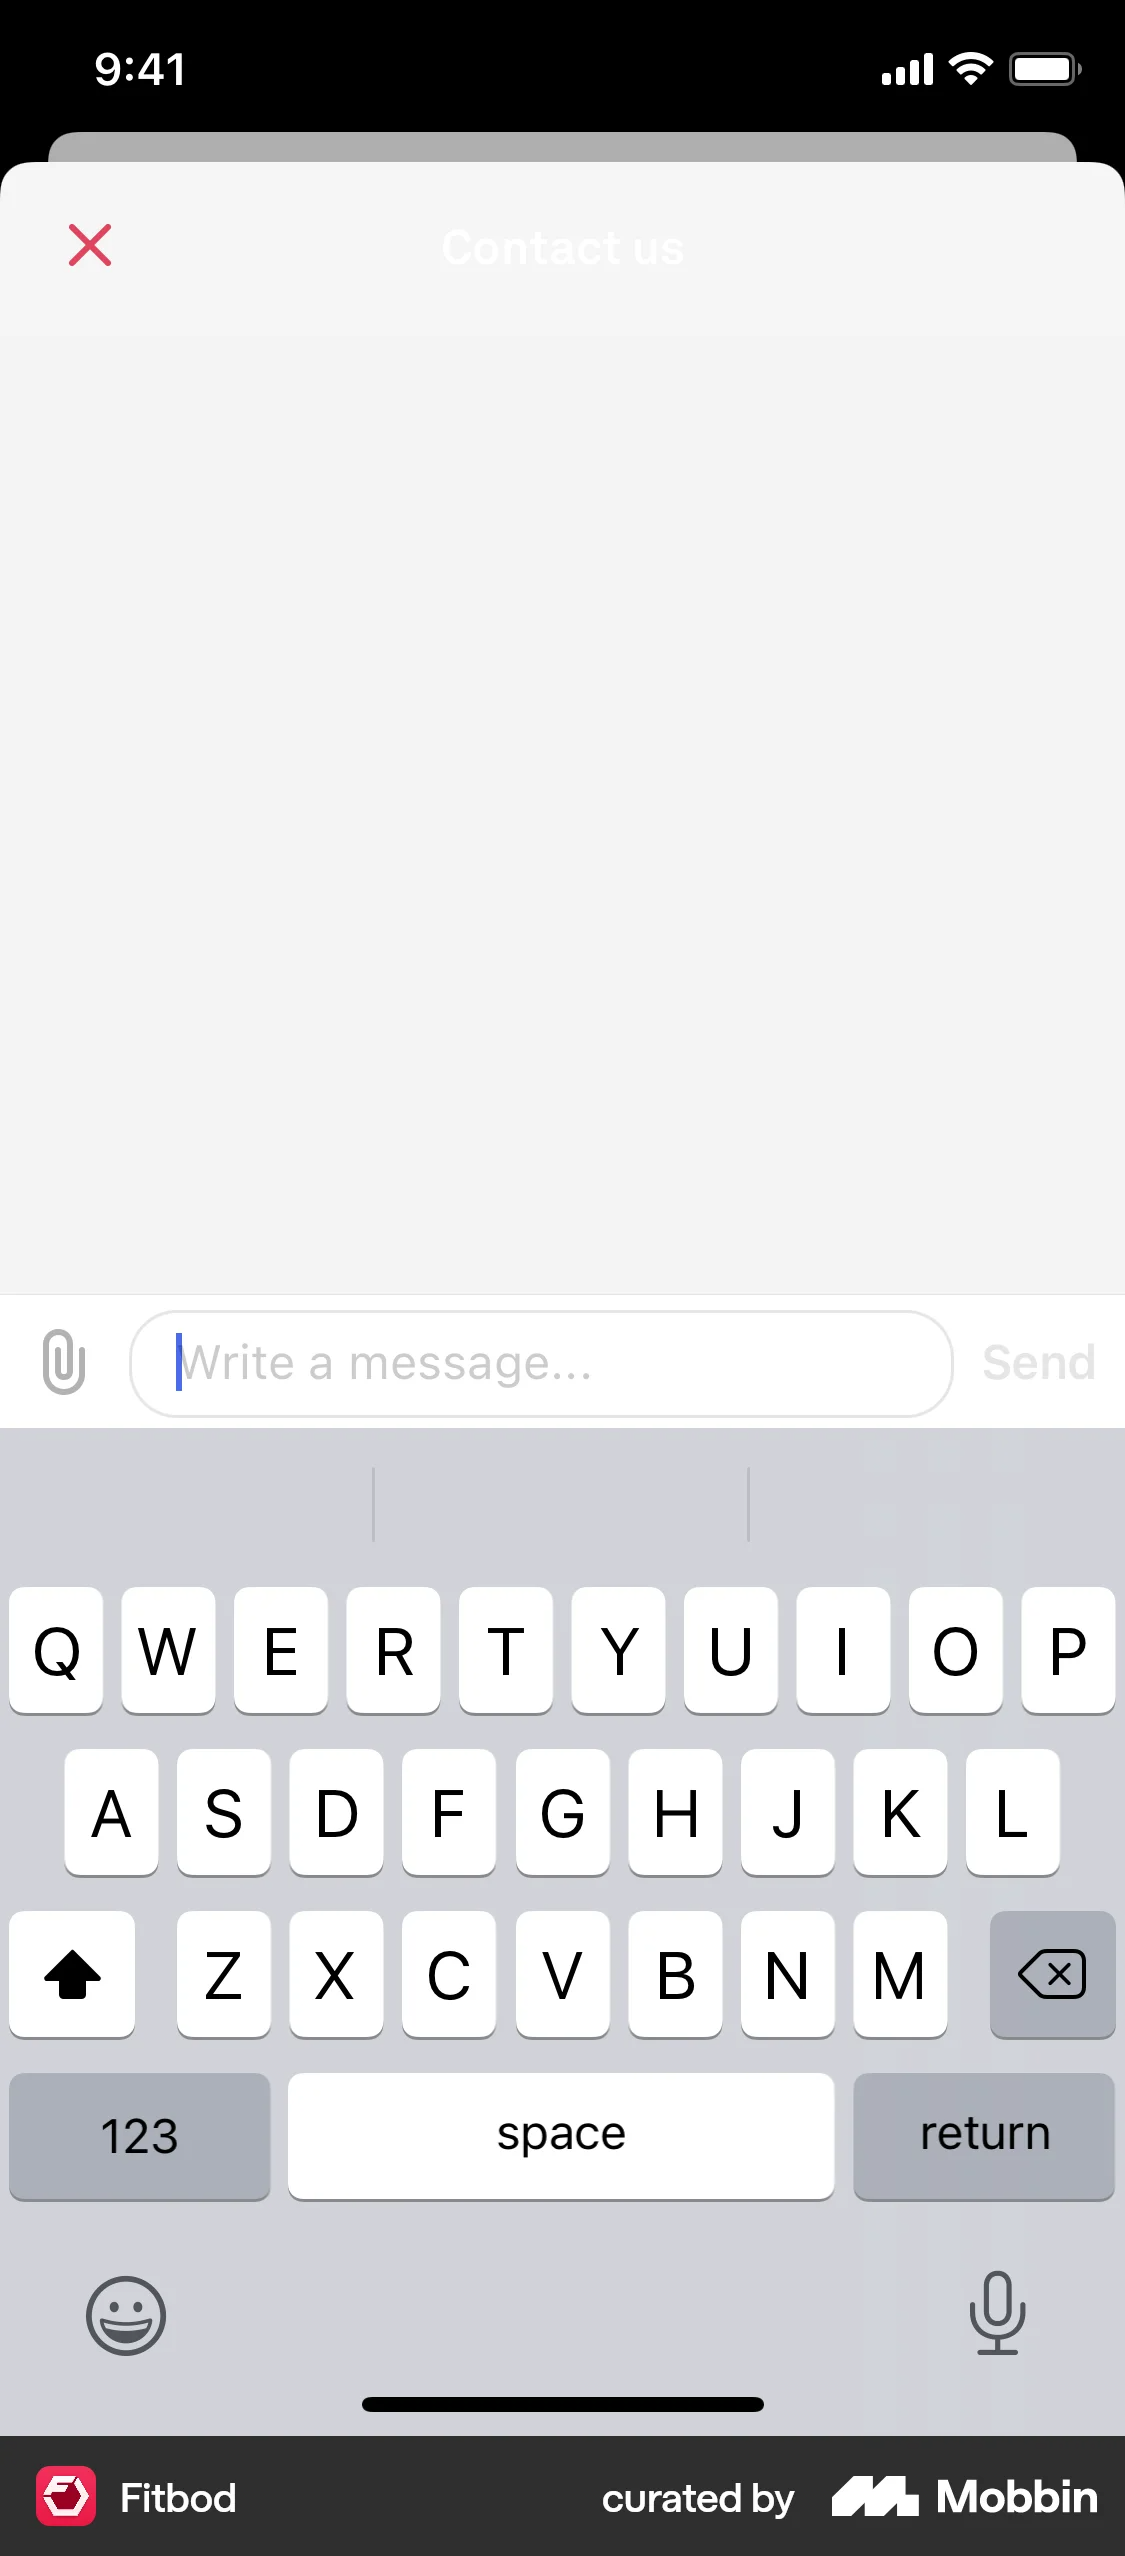 9:41
Contact us
Write a message...
Send
Q W E R T Y U I O P
A S D F G H J K L
Z X C V B N M
123 space return
Fitbod curated by Mobbin